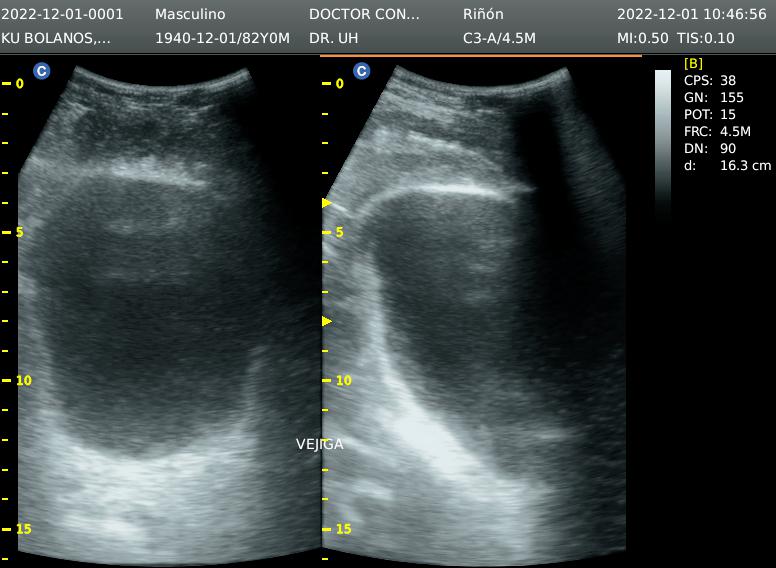 2022-12-01-0001 Masculino DOCTOR CON... Riñón 2022-12-01 10:46:56
KU BOLANOS,... 1940-12-01/82Y0M DR. UH C3-A/4.5M MI:0.50 TIS:0.10
C
C
[B]
CPS: 38
GN: 155
POT: 15
FRC: 4.5M
DN: 90
d: 16.3 cm
0
5
10
15
0
5
10
15
VEJIGA